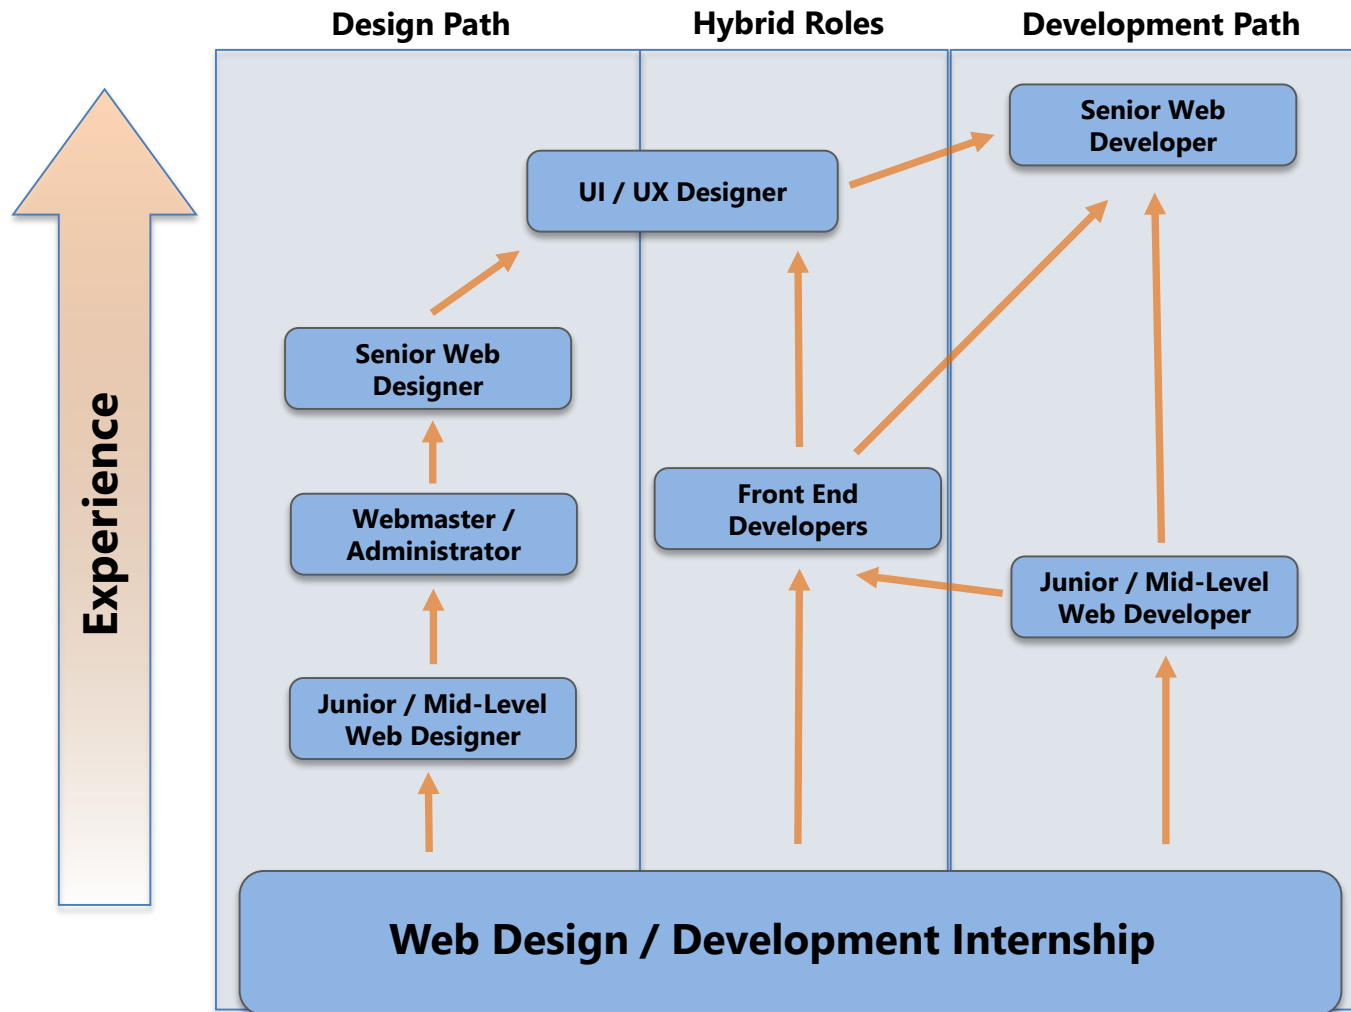 Design Path
Hybrid Roles
Development Path
Senior Web
Developer
UI / UX Designer
Senior Web
Designer
Front End
Developers
Webmaster /
Administrator
Junior / Mid-Level
Web Developer
Junior / Mid-Level
Web Designer
Experience
Web Design / Development Internship